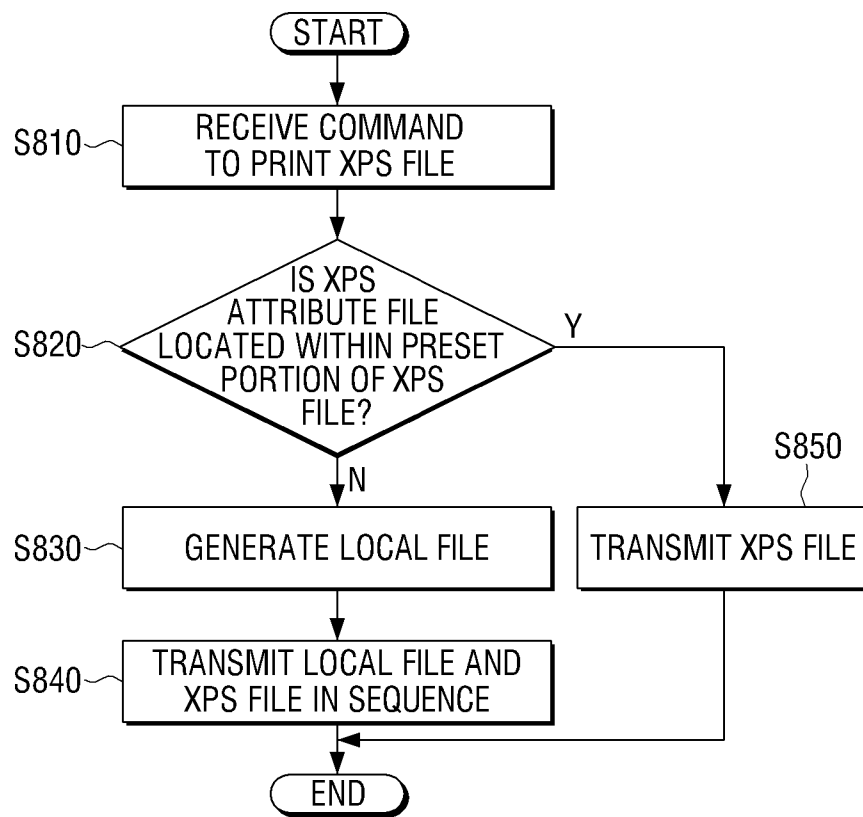 START
S810
RECEIVE COMMAND
TO PRINT XPS FILE
S820
IS XPS
ATTRIBUTE FILE
LOCATED WITHIN PRESET
PORTION OF XPS
FILE?
Y
N
S850
S830
GENERATE LOCAL FILE
TRANSMIT XPS FILE
S840
TRANSMIT LOCAL FILE AND
XPS FILE IN SEQUENCE
END